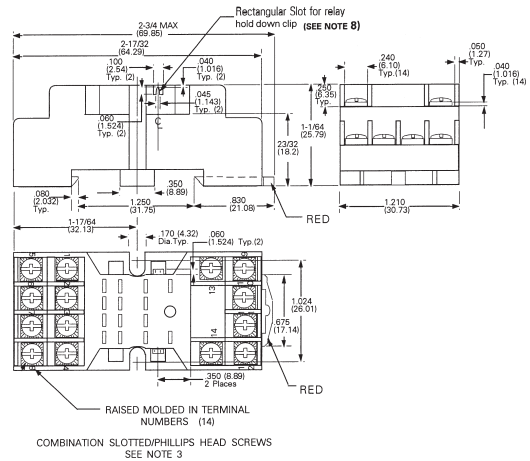 Rectangular Slot for relay
hold down clip (SEE NOTE 8)
2-3/4 MAX
(69.85)
2-17/32
(64.29)
.100
(2.54)
Typ. (2)
.040
(1.016)
Typ. (2)
.045
(1.143)
Typ. (2)
.060
(1.524)
Typ. (2)
℄
23/32
(18.2)
1-1/64
(25.79)
.080
(2.032)
Typ.
1.250
(31.75)
.350
(8.89)
.830
(21.08)
RED
.240
(6.10)
Typ. (14)
.050
(1.27)
Typ.
.040
(1.016)
Typ. (14)
.250
(6.35)
Typ.
1.210
(30.73)
1-17/64
(32.13)
.170 (4.32)
Dia.Typ.
.060
(1.524) Typ.(2)
13
14
1.024
(26.01)
.675
(17.14)
.350 (8.89)
2 Places
RED
RAISED MOLDED IN TERMINAL
NUMBERS (14)
COMBINATION SLOTTED/PHILLIPS HEAD SCREWS
SEE NOTE 3